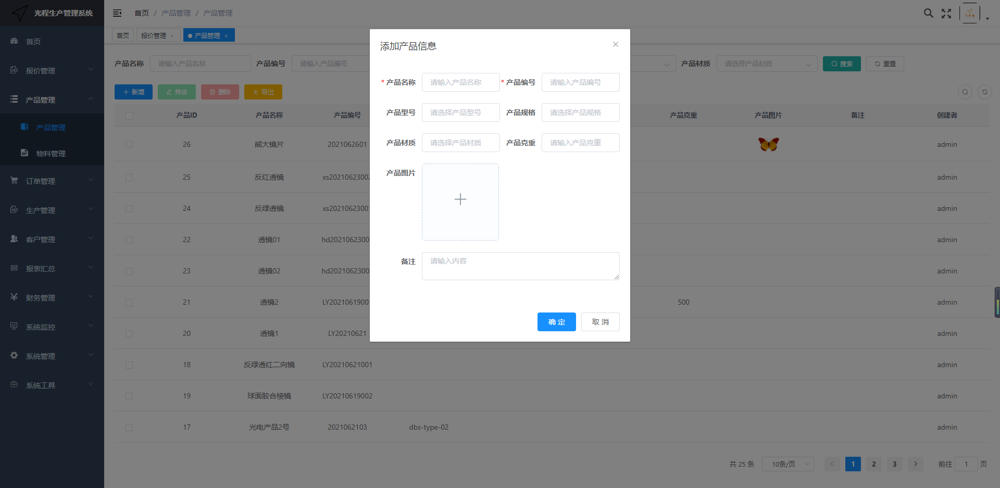 光程生产管理系统
首页 / 产品管理 / 产品管理
首页
报价管理 ×
产品管理 ×
首页
报价管理
产品管理
产品管理
物料管理
订单管理
生产管理
客户管理
报表汇总
财务管理
系统监控
系统管理
系统工具
产品名称 请输入产品名称 产品编号 请输入产品编号 产品材质 请选择产品材质 搜索 重置
新增 修改 删除 导出
产品ID 产品名称 产品编号 产品克重 产品图片 备注 创建者
26 熊大镜片 2021062601 admin
25 反红透镜 xs2021062300 admin
24 反绿透镜 xs2021062300 admin
22 透镜01 hd2021062300 admin
23 透镜02 hd2021062300 admin
21 透镜2 LY2021061900 500 admin
20 透镜1 LY20210621 admin
18 反绿透红二向镜 LY20210621001 admin
19 球面胶合棱镜 LY20210619002 admin
17 光电产品2号 2021062103 dbs-type-02 admin
共 25 条 10条/页 1 2 3 前往 1 页
添加产品信息
* 产品名称 请输入产品名称 * 产品编号 请输入产品编号
产品型号 请选择产品型号 产品规格 请选择产品规格
产品材质 请选择产品材质 产品克重 请输入产品克重
产品图片
备注 请输入内容
确 定 取 消